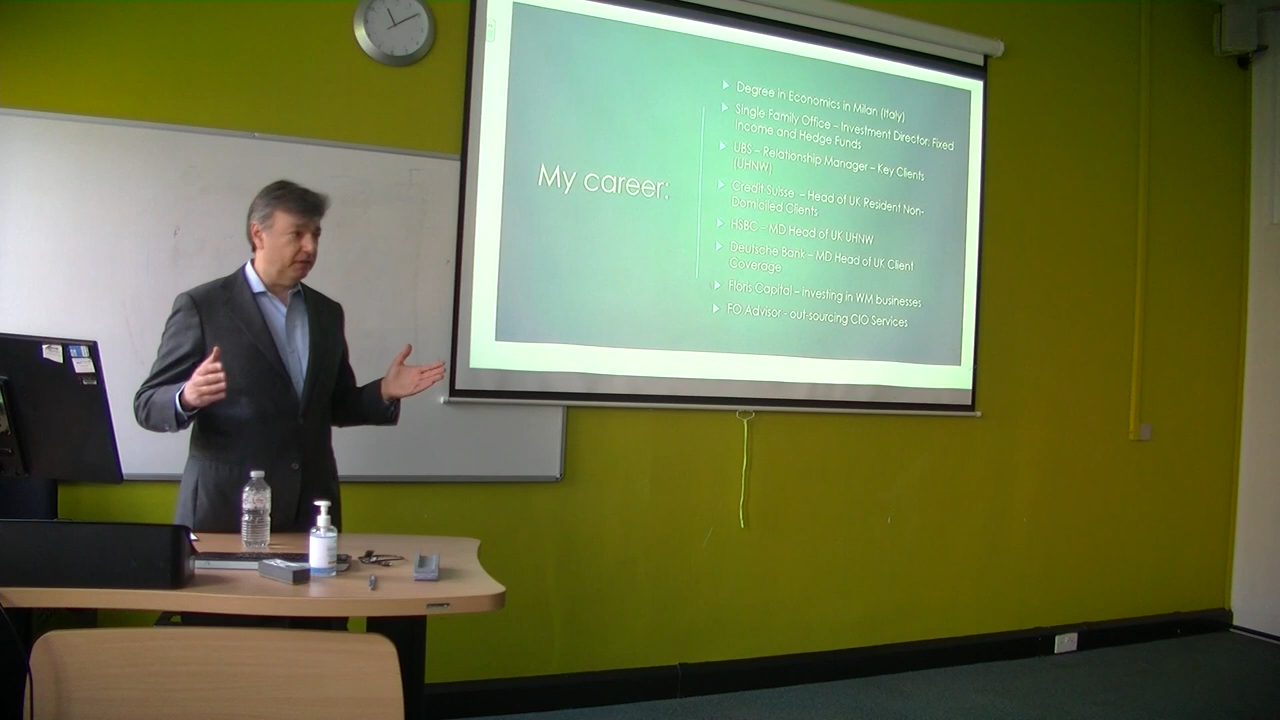 My career:
Degree in Economics in Milan (Italy)
Single Family Office – Investment Director: Fixed
Income and Hedge Funds
UBS – Relationship Manager – Key Clients
(UHNW)
Credit Suisse – Head of UK Resident Non-
Domiciled Clients
HSBC – MD Head of UK UHNW
Deutsche Bank – MD Head of UK Client
Coverage
Floris Capital – investing in WM businesses
FO Advisor - out-sourcing CIO Services